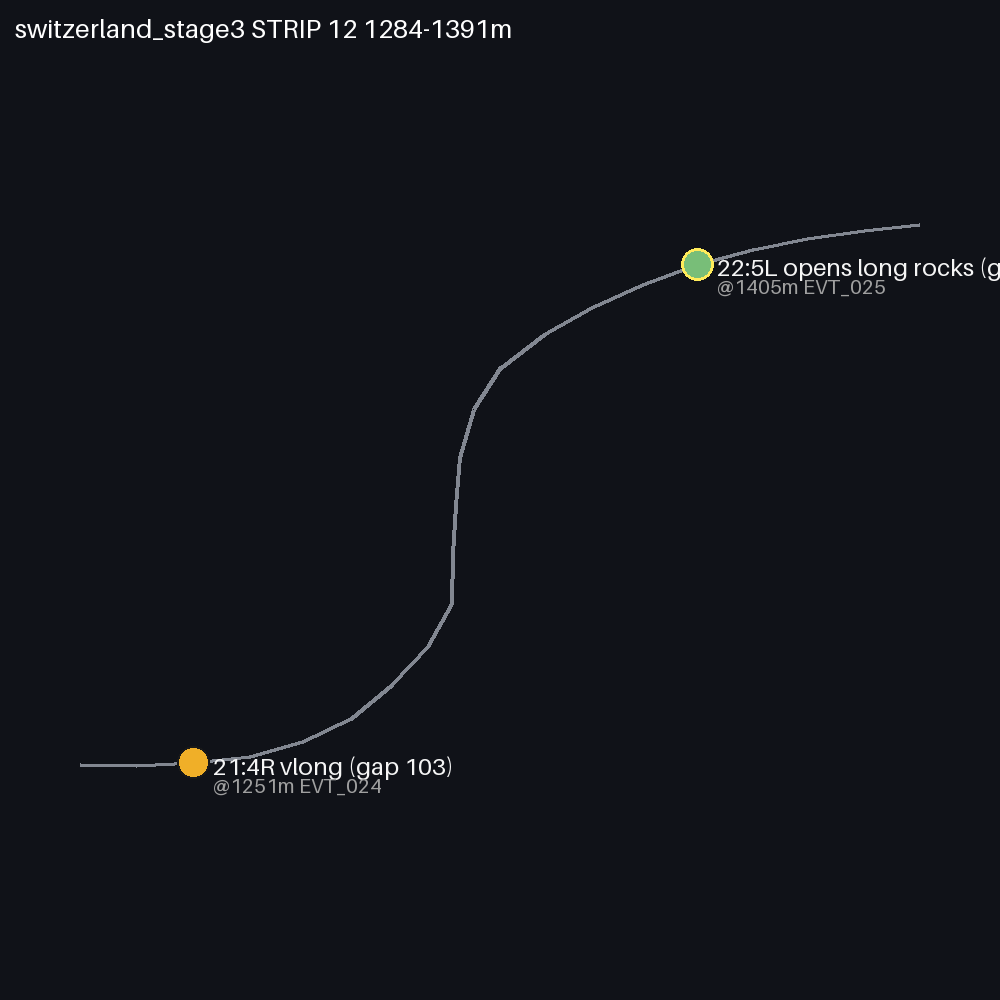 switzerland_stage3 STRIP 12 1284-1391m
22:5L opens long rocks (g
@1405m EVT_025
21:4R vlong (gap 103)
@1251m EVT_024